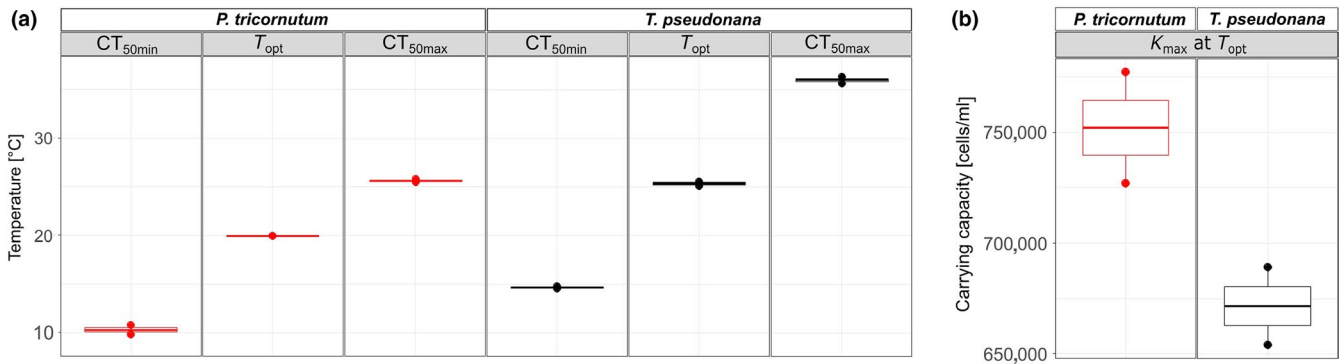 (a)
P. tricornutum T. pseudonana
CT50min Topt CT50max CT50min Topt CT50max
Temperature [°C]
30
20
10
(b)
P. tricornutum T. pseudonana
Kmax at Topt
Carrying capacity [cells/ml]
750,000
700,000
650,000